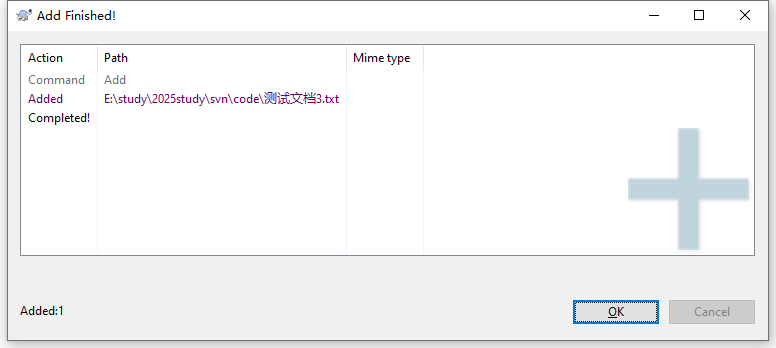 Add Finished!
Action Path Mime type
Command Add
Added E:\study\2025study\svn\code\测试文档3.txt
Completed!
Added:1
OK Cancel